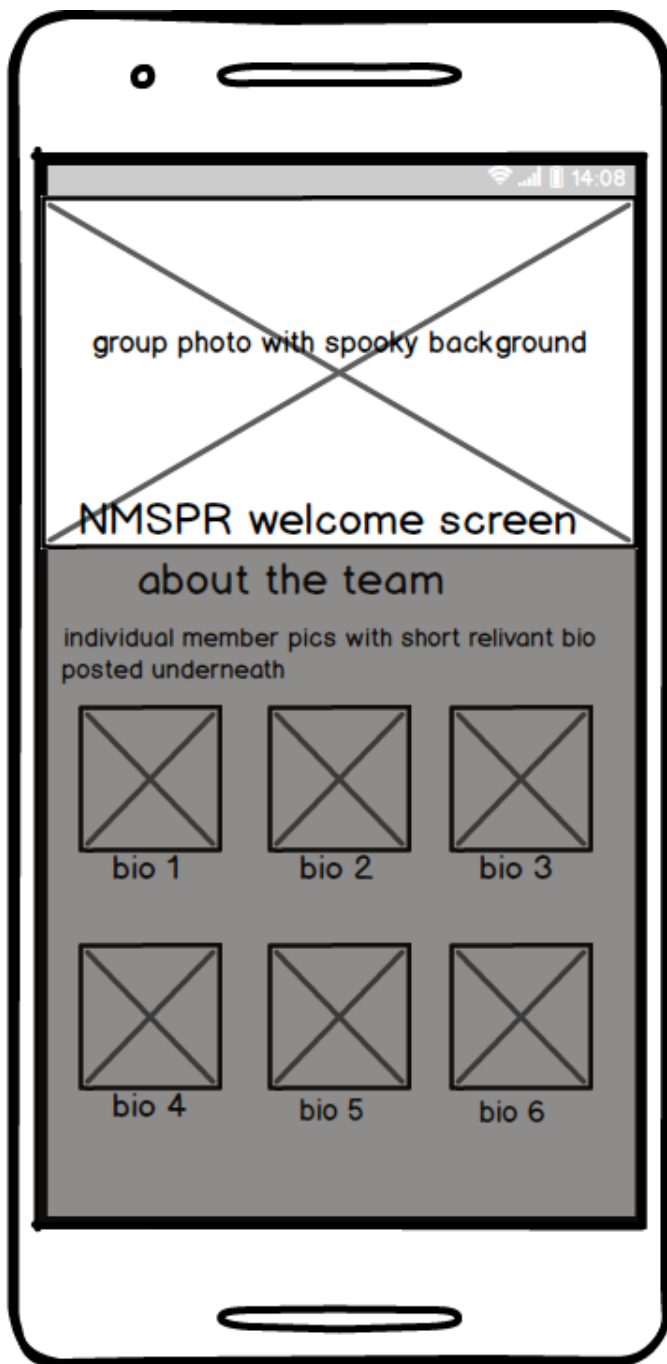 14:08
group photo with spooky background
NMSPR welcome screen
about the team
individual member pics with short relivant bio
posted underneath
bio 1 bio 2 bio 3
bio 4 bio 5 bio 6